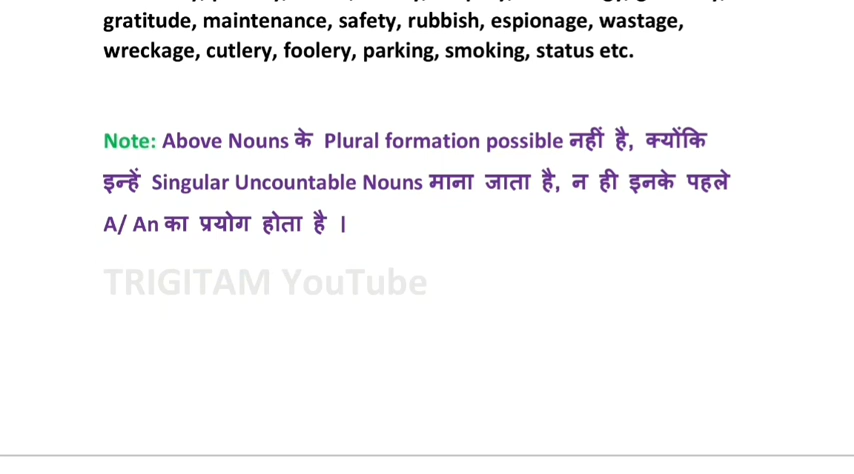 gratitude, maintenance, safety, rubbish, espionage, wastage,
wreckage, cutlery, foolery, parking, smoking, status etc.
Note: Above Nouns के Plural formation possible नहीं है, क्योंकि
इन्हें Singular Uncountable Nouns माना जाता है, न ही इनके पहले
A/ An का प्रयोग होता है ।
TRIGITAM YouTube